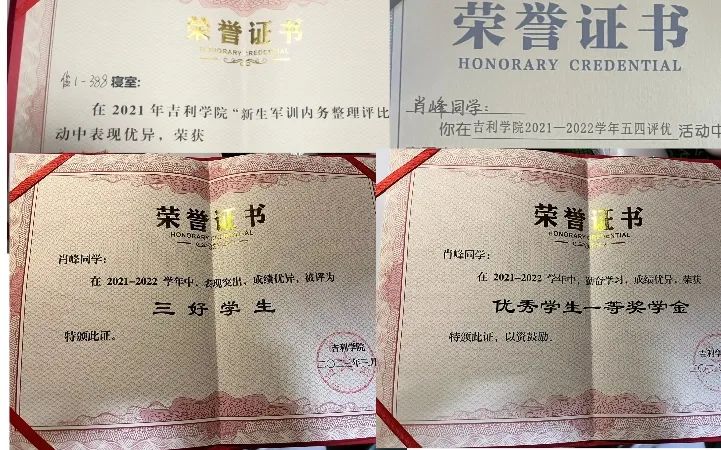 荣誉证书
HONORARY CREDENTIAL
1-388寝室:
在 2021 年吉利学院“新生军训内务整理评比
动中表现优异,荣获
荣誉证书
HONORARY CREDENTIAL
肖峰同学:
你在吉利学院2021—2022学年五四评优 活动中
荣誉证书
HONORARY CREDENTIAL
肖峰同学:
在 2021-2022 学年中,表现突出,成绩优异,被评为
三好学生
特颁此证。
吉利学院
荣誉证书
HONORARY CREDENTIAL
肖峰同学:
在 2021-2022 学年中,勤奋学习,成绩优异,荣获
优秀学生一等奖学金
特颁此证,以资鼓励。
吉利学